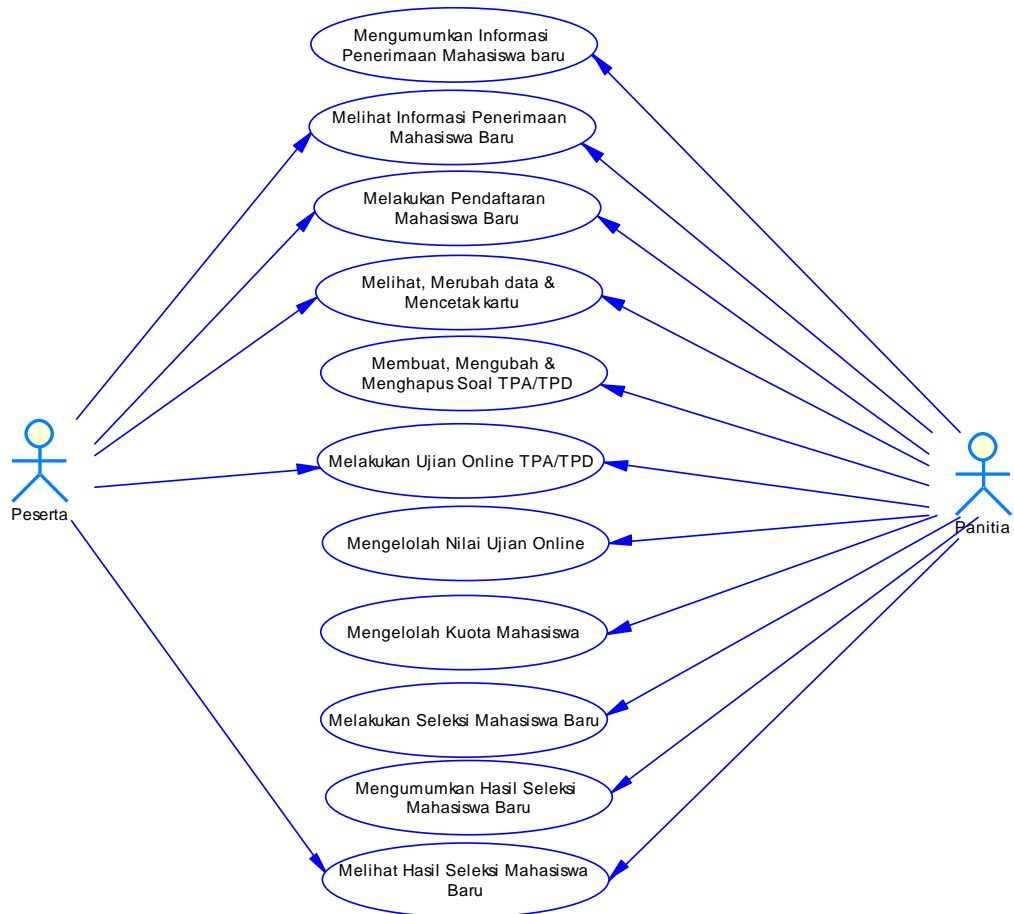 Mengumumkan Informasi
Penerimaan Mahasiswa baru
Melihat Informasi Penerimaan
Mahasiswa Baru
Melakukan Pendaftaran
Mahasiswa Baru
Melihat, Merubah data &
Mencetak kartu
Membuat, Mengubah &
Menghapus Soal TPA/TPD
Melakukan Ujian Online TPA/TPD
Peserta
Panitia
Mengelolah Nilai Ujian Online
Mengelolah Kuota Mahasiswa
Melakukan Seleksi Mahasiswa Baru
Mengumumkan Hasil Seleksi
Mahasiswa Baru
Melihat Hasil Seleksi Mahasiswa
Baru